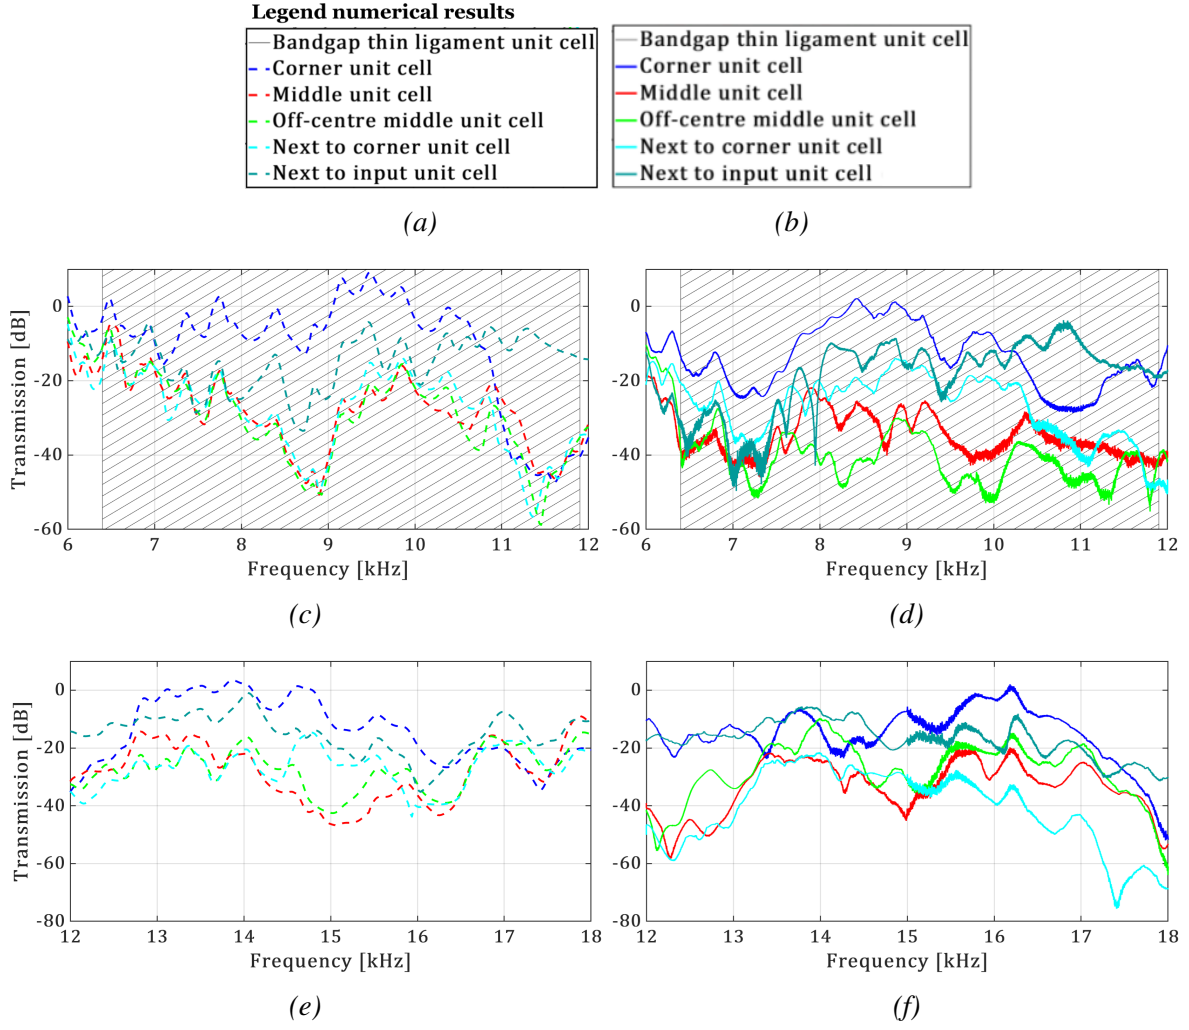 Legend numerical results
Bandgap thin ligament unit cell
Corner unit cell
Middle unit cell
Off-centre middle unit cell
Next to corner unit cell
Next to input unit cell
(a)
Bandgap thin ligament unit cell
Corner unit cell
Middle unit cell
Off-centre middle unit cell
Next to corner unit cell
Next to input unit cell
(b)
Transmission [dB]
0
-20
-40
-60
6 7 8 9 10 11 12
Frequency [kHz]
(c)
0
-20
-40
-60
6 7 8 9 10 11 12
Frequency [kHz]
(d)
Transmission [dB]
0
-20
-40
-60
-80
12 13 14 15 16 17 18
Frequency [kHz]
(e)
0
-20
-40
-60
-80
12 13 14 15 16 17 18
Frequency [kHz]
(f)